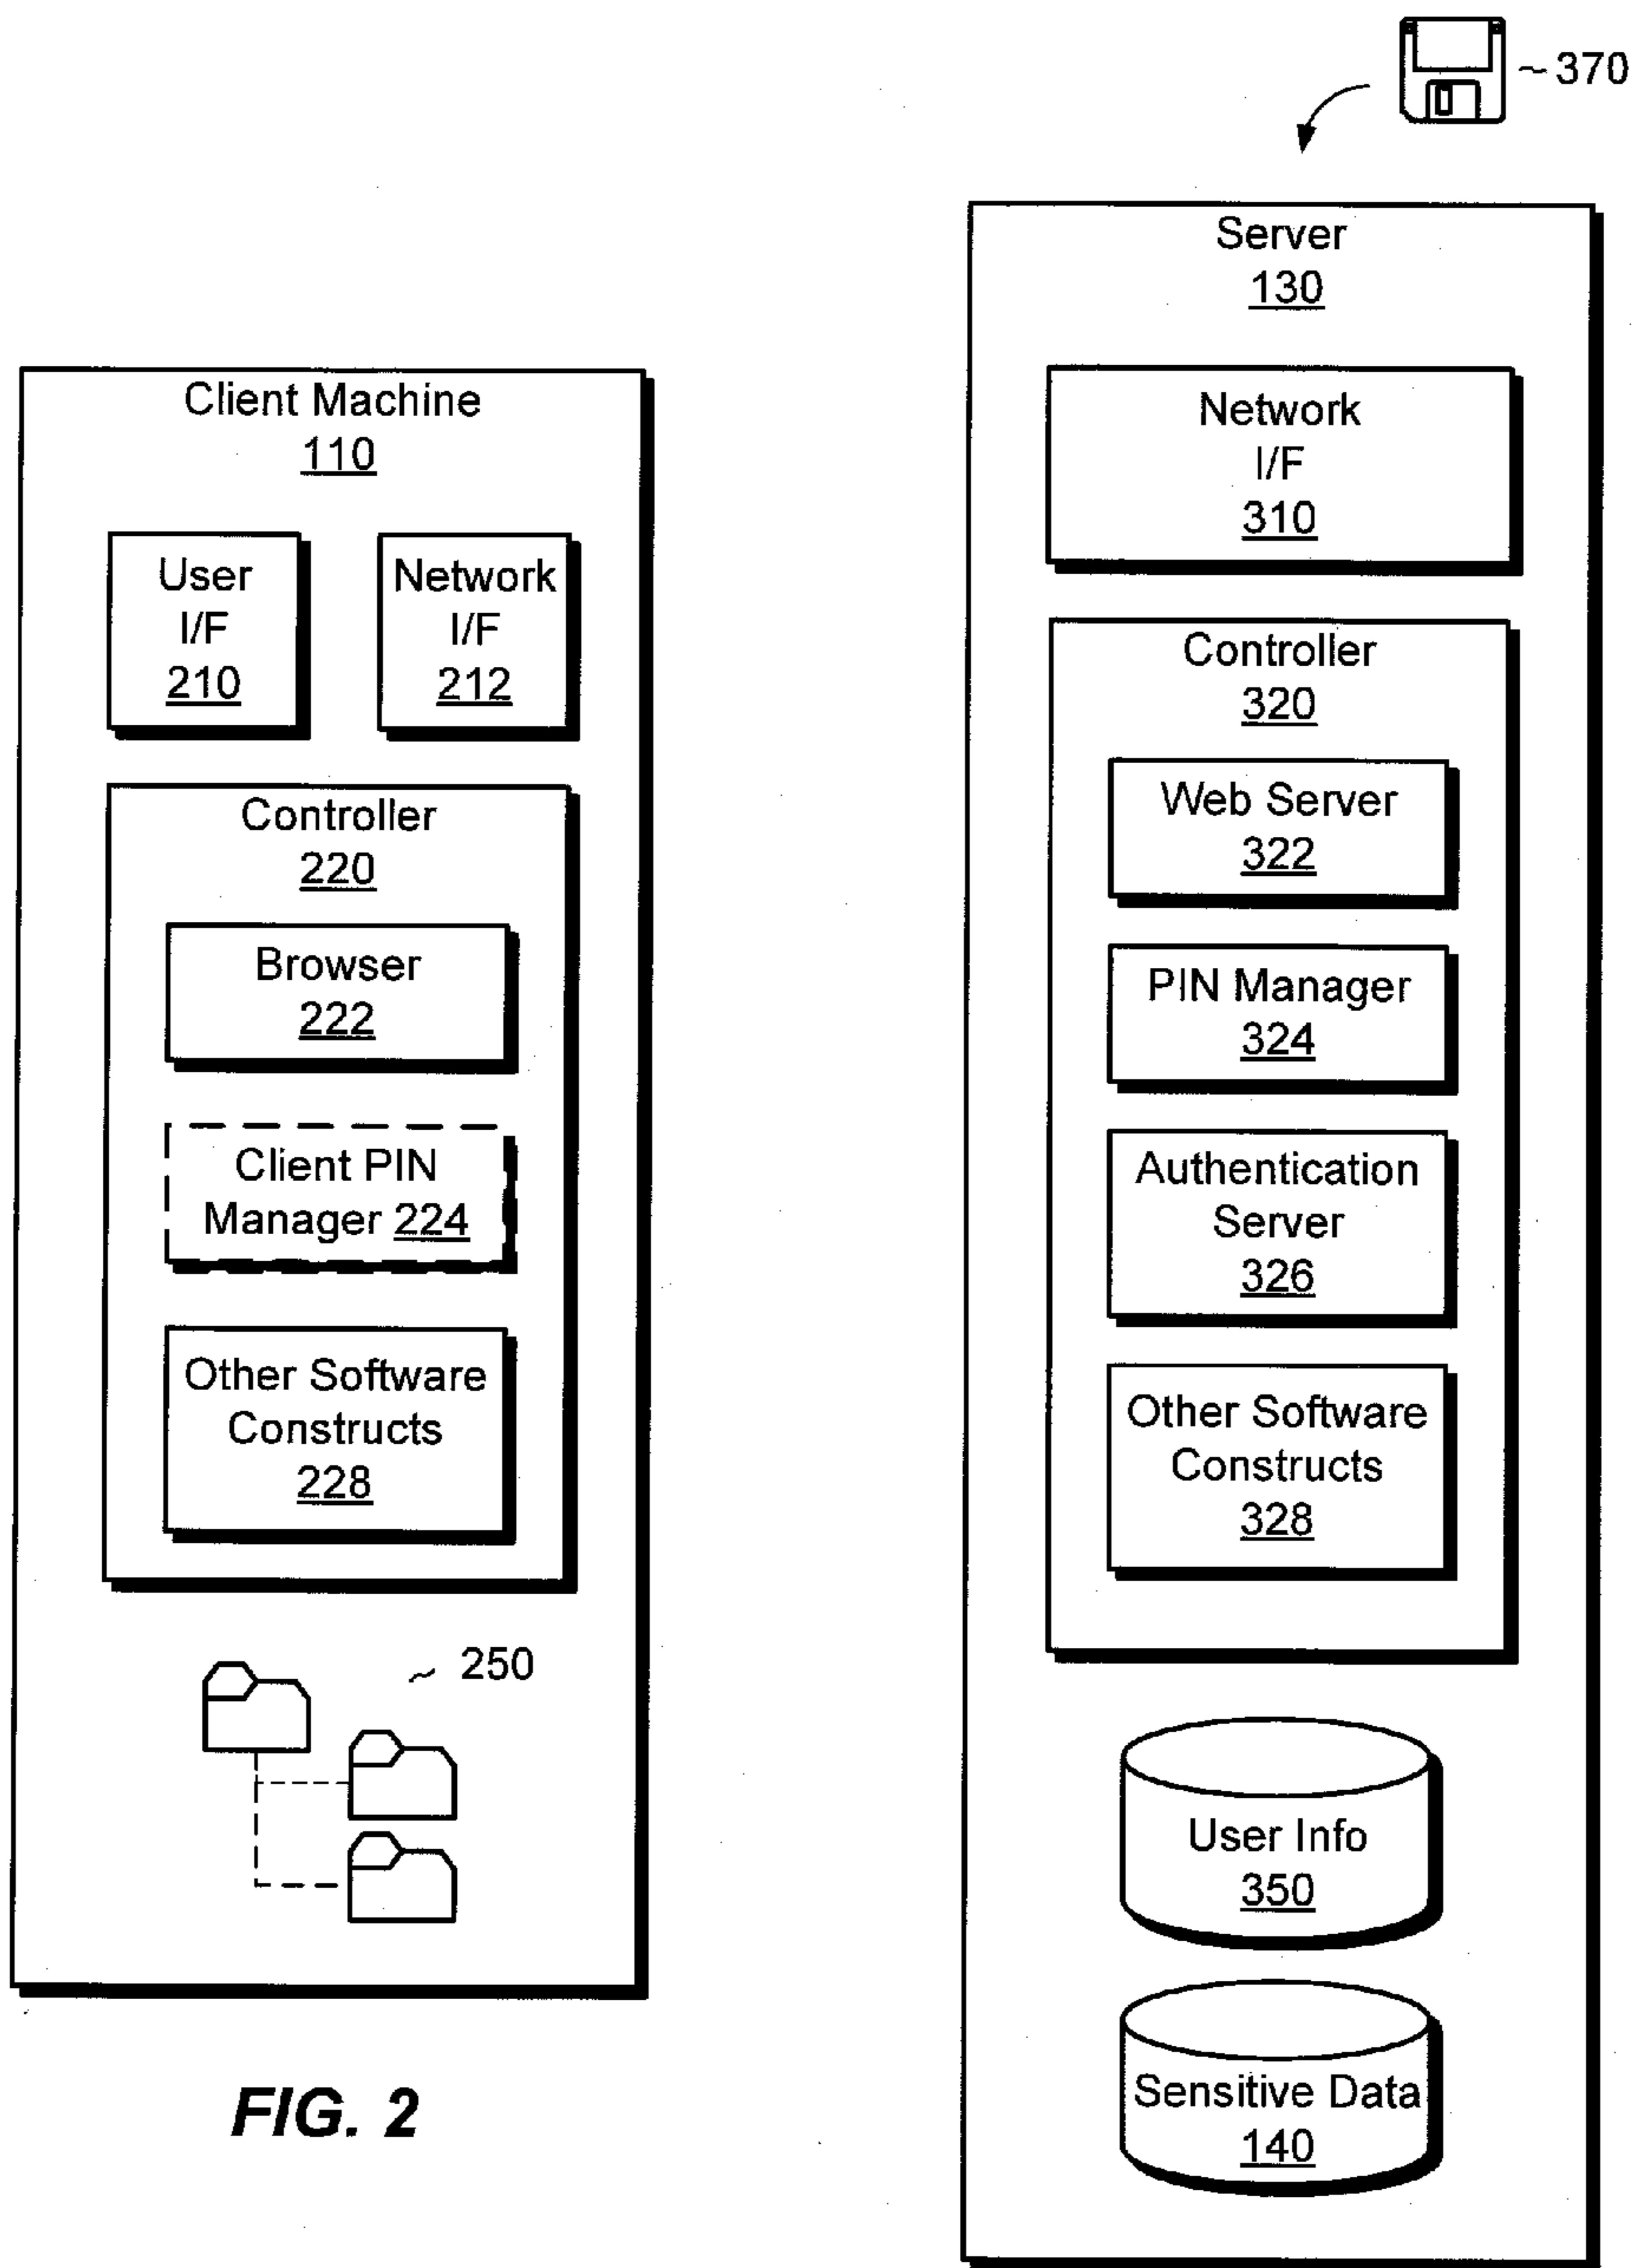 ~370
Server
130
Network
I/F
310
Controller
320
Web Server
322
PIN Manager
324
Authentication
Server
326
Other Software
Constructs
328
User Info
350
Sensitive Data
140
Client Machine
110
User
I/F
210
Network
I/F
212
Controller
220
Browser
222
Client PIN
Manager 224
Other Software
Constructs
228
~ 250
FIG. 2